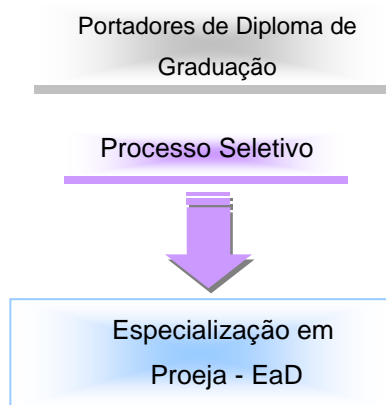 Portadores de Diploma de
Graduação
Processo Seletivo
Especialização em
Proeja - EaD